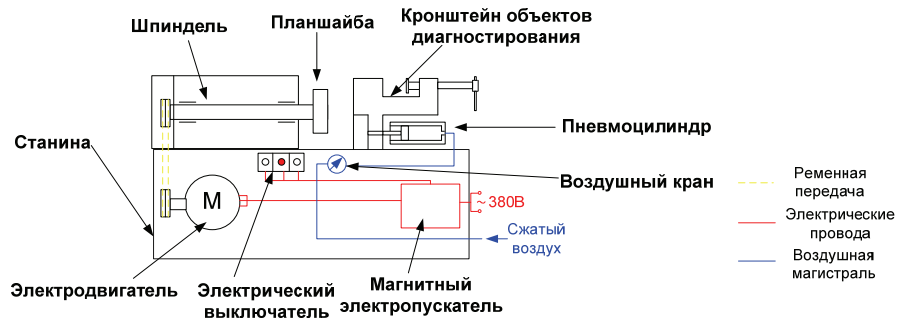 Шпиндель
Планшайба
Кронштейн объектов
диагностирования
Станина
Пневмоцилиндр
Воздушный кран
M
~ 380В
Сжатый
воздух
Электродвигатель
Электрический
выключатель
Магнитный
электропускатель
Ременная
передача
Электрические
провода
Воздушная
магистраль